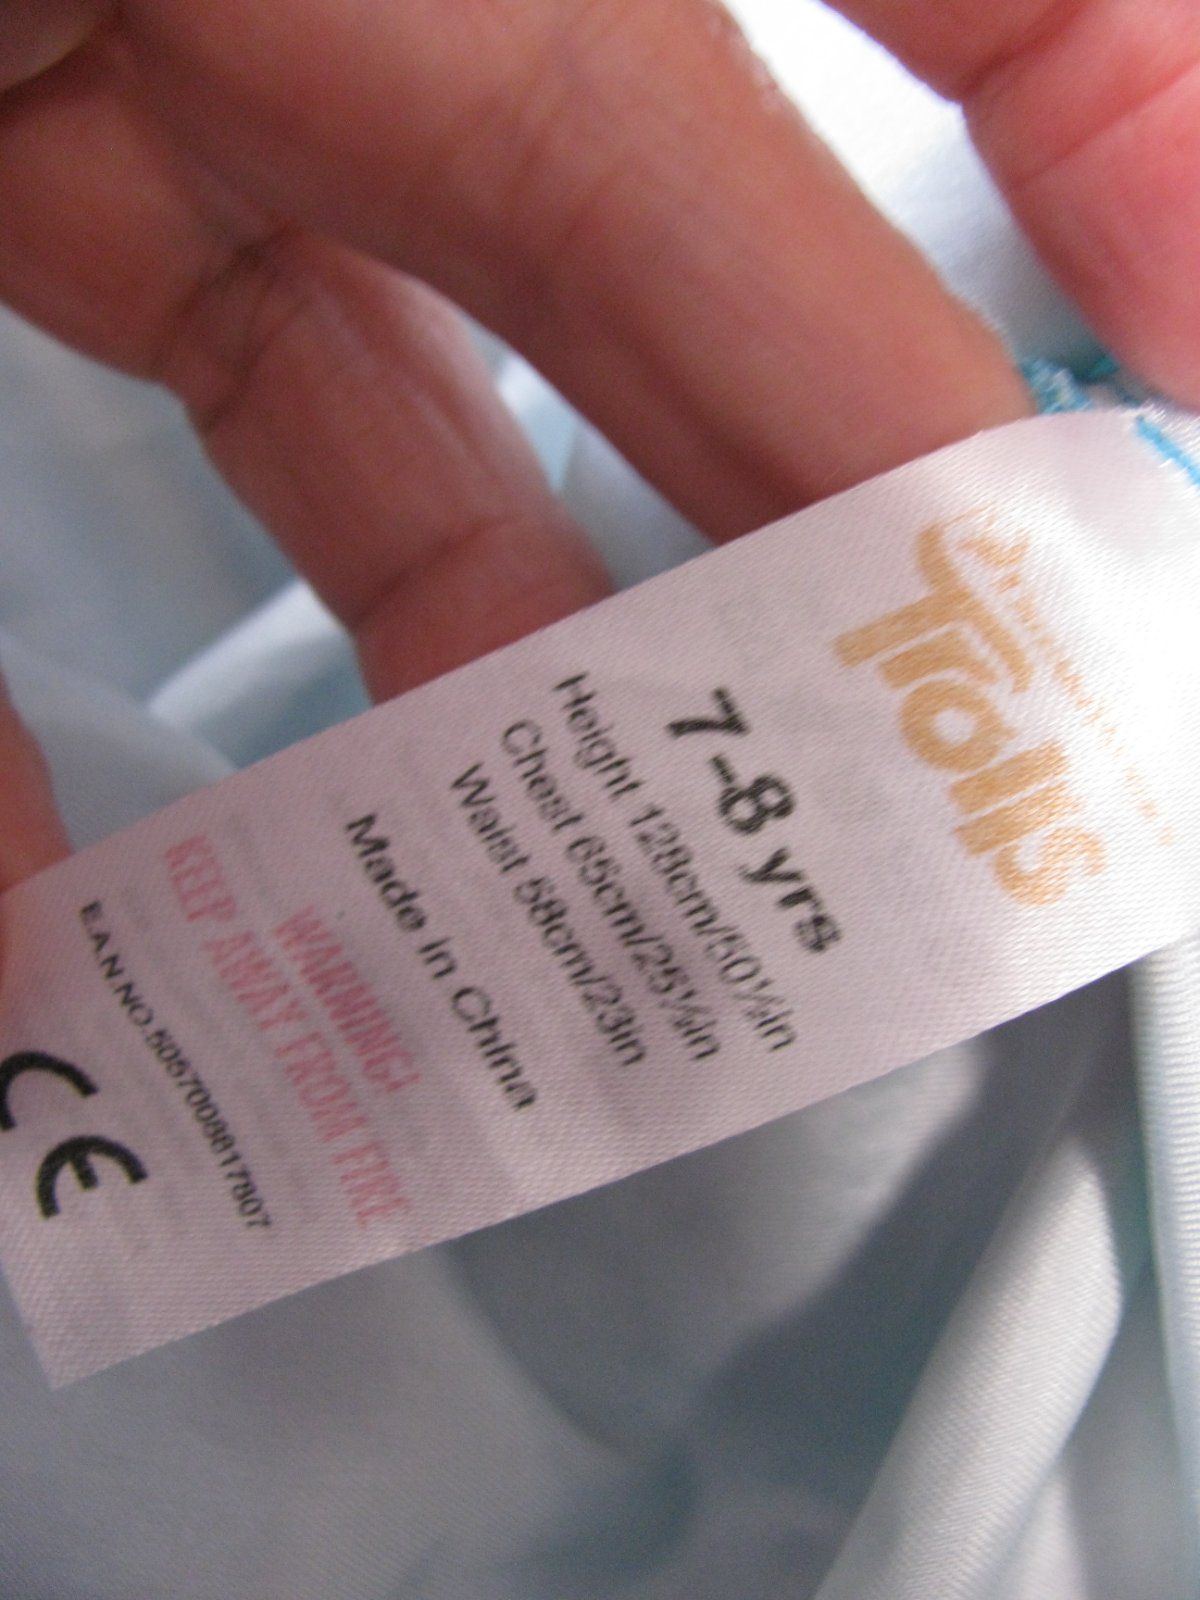 Trolls
7-8 yrs
Height 128cm/50½in
Chest 65cm/25½in
Waist 58cm/23in
Made in China
WARNING!
KEEP AWAY FROM FIRE
E.A.N.NO.5057008817807
CE